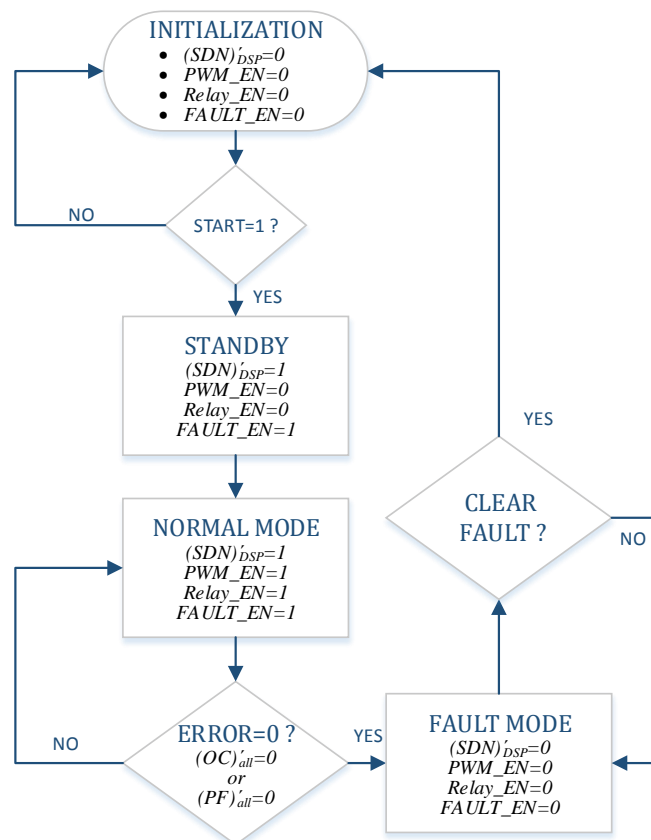 INITIALIZATION
• (SDN)'DSP=0
• PWM_EN=0
• Relay_EN=0
• FAULT_EN=0
NO
START=1 ?
YES
STANDBY
(SDN)'DSP=1
PWM_EN=0
Relay_EN=0
FAULT_EN=1
NORMAL MODE
(SDN)'DSP=1
PWM_EN=1
Relay_EN=1
FAULT_EN=1
NO
ERROR=0 ?
(OC)'all=0
or
(PF)'all=0
YES
FAULT MODE
(SDN)'DSP=0
PWM_EN=0
Relay_EN=0
FAULT_EN=0
CLEAR
FAULT ?
YES
NO